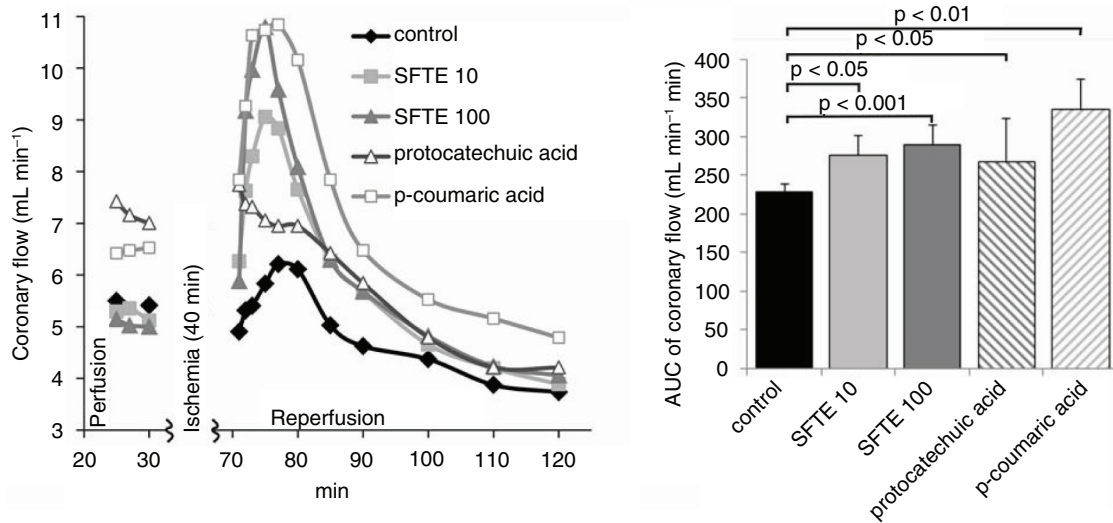 Coronary flow (mL min⁻¹)
11
10
9
8
7
6
5
4
3
20
30
70
80
90
100
110
120
min
Perfusion
Ischemia (40 min)
Reperfusion
control
SFTE 10
SFTE 100
protocatechuic acid
p-coumaric acid
AUC of coronary flow (mL min⁻¹ min)
400
350
300
250
200
150
100
50
0
p < 0.01
p < 0.05
p < 0.05
p < 0.001
control
SFTE 10
SFTE 100
protocatechuic acid
p-coumaric acid